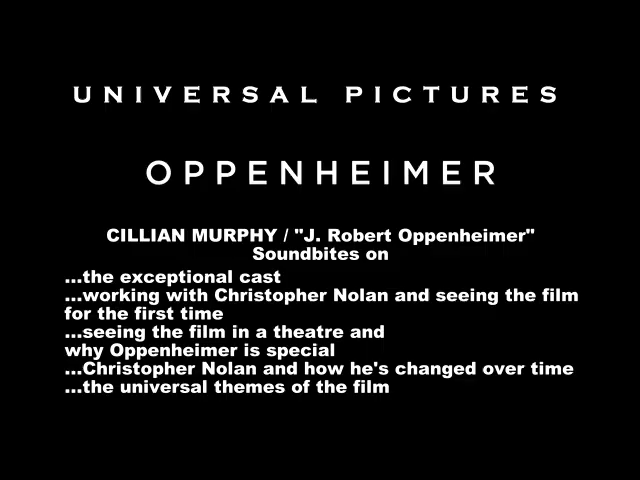 UNIVERSAL PICTURES
OPPENHEIMER
CILLIAN MURPHY / "J. Robert Oppenheimer"
Soundbites on
...the exceptional cast
...working with Christopher Nolan and seeing the film
for the first time
...seeing the film in a theatre and
why Oppenheimer is special
...Christopher Nolan and how he's changed over time
...the universal themes of the film